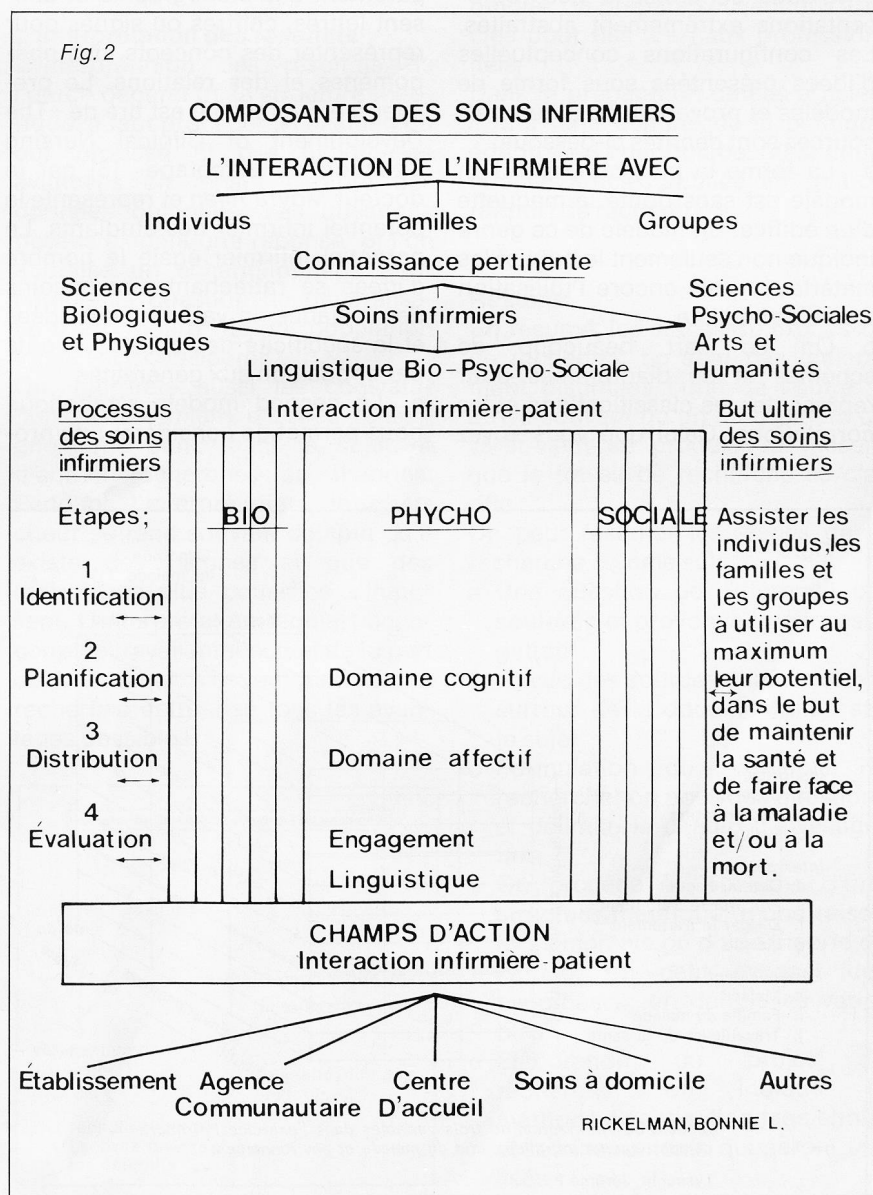 Fig. 2
COMPOSANTES DES SOINS INFIRMIERS
L'INTERACTION DE L'INFIRMIÈRE AVEC
Individus Familles Groupes
Connaissance pertinente
Sciences
Biologiques
et Physiques
Soins infirmiers
Linguistique Bio-Psycho-Sociale
Sciences
Psycho-Sociales
Arts et
Humanités
Interaction infirmière-patient
Processus
des soins
infirmiers
But ultime
des soins
infirmiers
Etapes;
1
Identification
2
Planification
3
Distribution
4
Évaluation
BIO PHYCHO SOCIALE
Domaine cognitif
Domaine affectif
Engagement
Linguistique
Assister les
individus,les
familles et
les groupes
à utiliser au
maximum
leur potentiel,
dans le but
de maintenir
la santé et
de faire face
à la maladie
et/ou à la
mort.
CHAMPS D'ACTION
Interaction infirmière-patient
Établissement
Agence
Communautaire
Centre
D'accueil
Soins à domicile
Autres
RICKELMAN, BONNIE L.